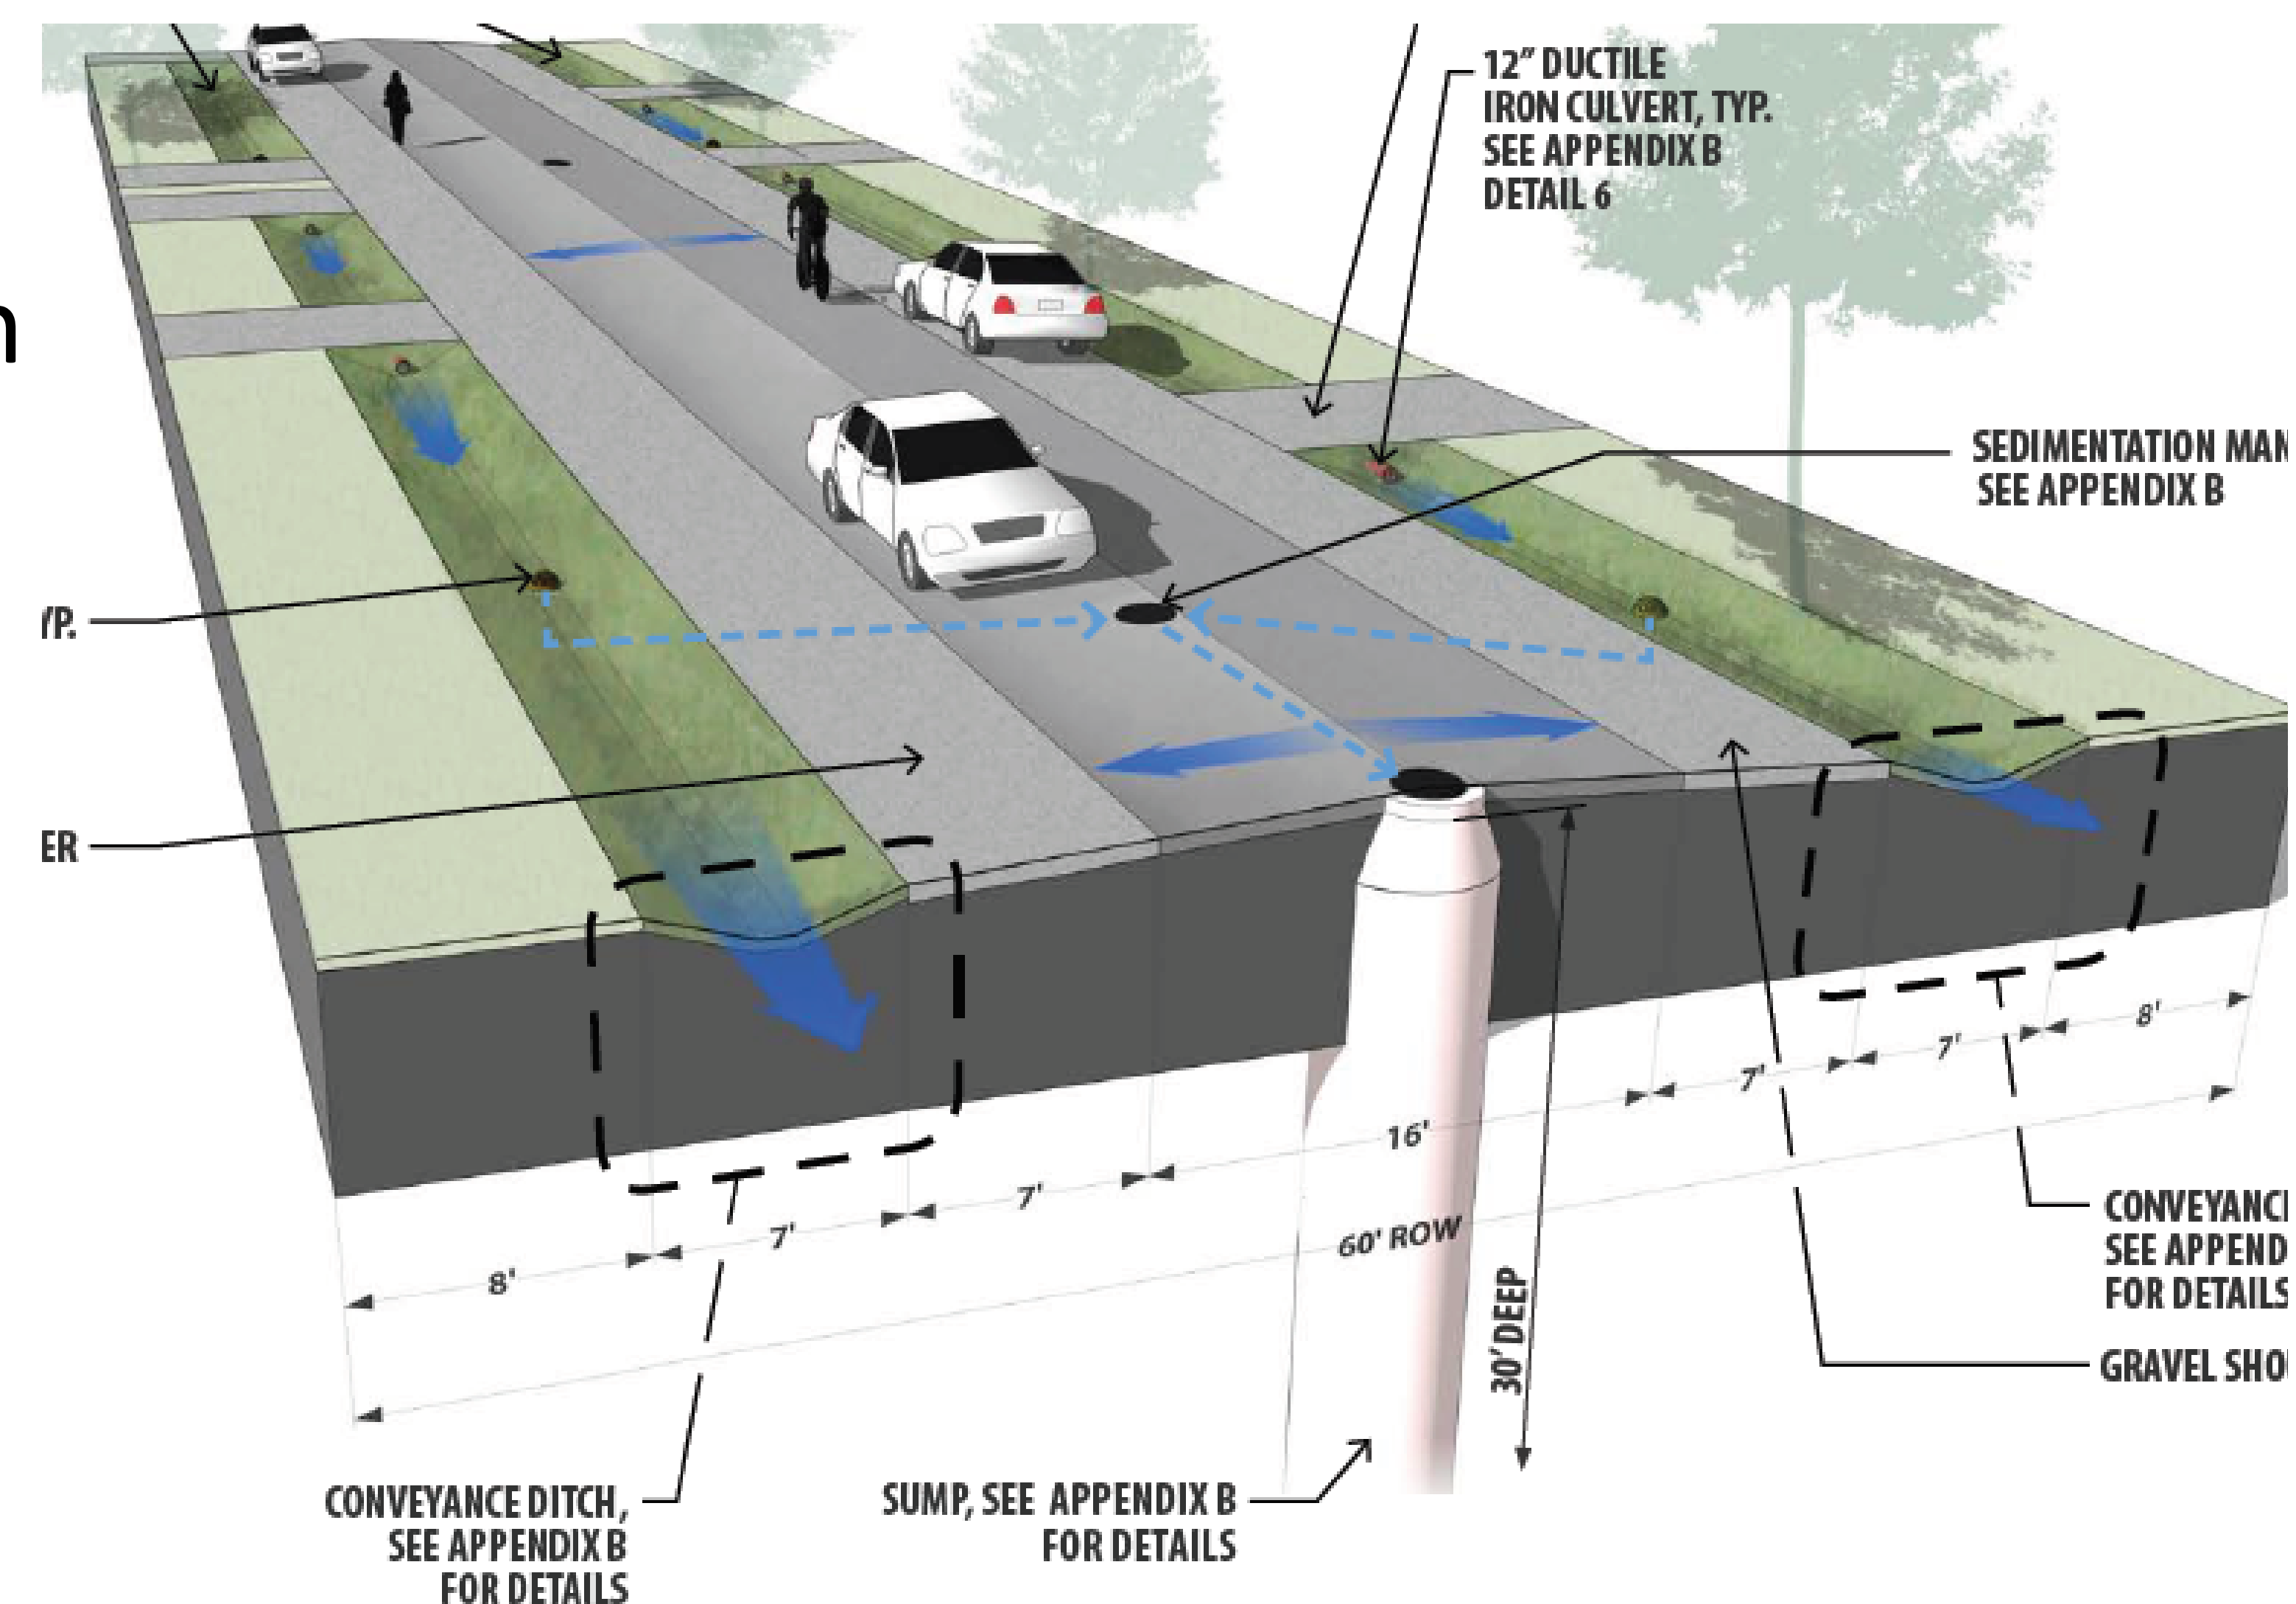 12” DUCTILE
IRON CULVERT, TYP.
SEE APPENDIX B
DETAIL 6
SEDIMENTATION MAN
SEE APPENDIX B
n
YP.
ER
8'
7'
7'
16'
7'
7'
8'
60' ROW
30’ DEEP
CONVEYANCE
SEE APPEND
FOR DETAILS
GRAVEL SHOU
CONVEYANCE DITCH,
SEE APPENDIX B
FOR DETAILS
SUMP, SEE APPENDIX B
FOR DETAILS